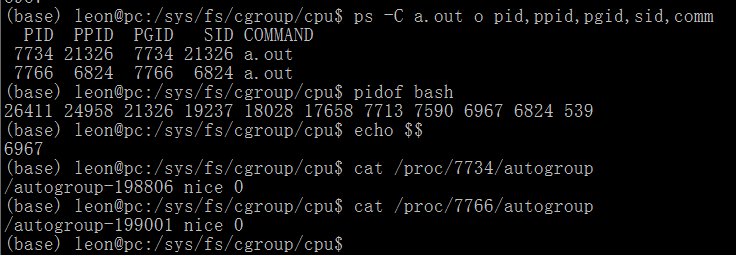 (base) leon@pc:/sys/fs/cgroup/cpu$ ps -C a.out o pid,ppid,pgid,sid,comm
  PID  PPID  PGID   SID COMMAND
 7734 21326  7734 21326 a.out
 7766  6824  7766  6824 a.out
(base) leon@pc:/sys/fs/cgroup/cpu$ pidof bash
26411 24958 21326 19237 18028 17658 7713 7590 6967 6824 539
(base) leon@pc:/sys/fs/cgroup/cpu$ echo $$
6967
(base) leon@pc:/sys/fs/cgroup/cpu$ cat /proc/7734/autogroup
/autogroup-198806 nice 0
(base) leon@pc:/sys/fs/cgroup/cpu$ cat /proc/7766/autogroup
/autogroup-199001 nice 0
(base) leon@pc:/sys/fs/cgroup/cpu$